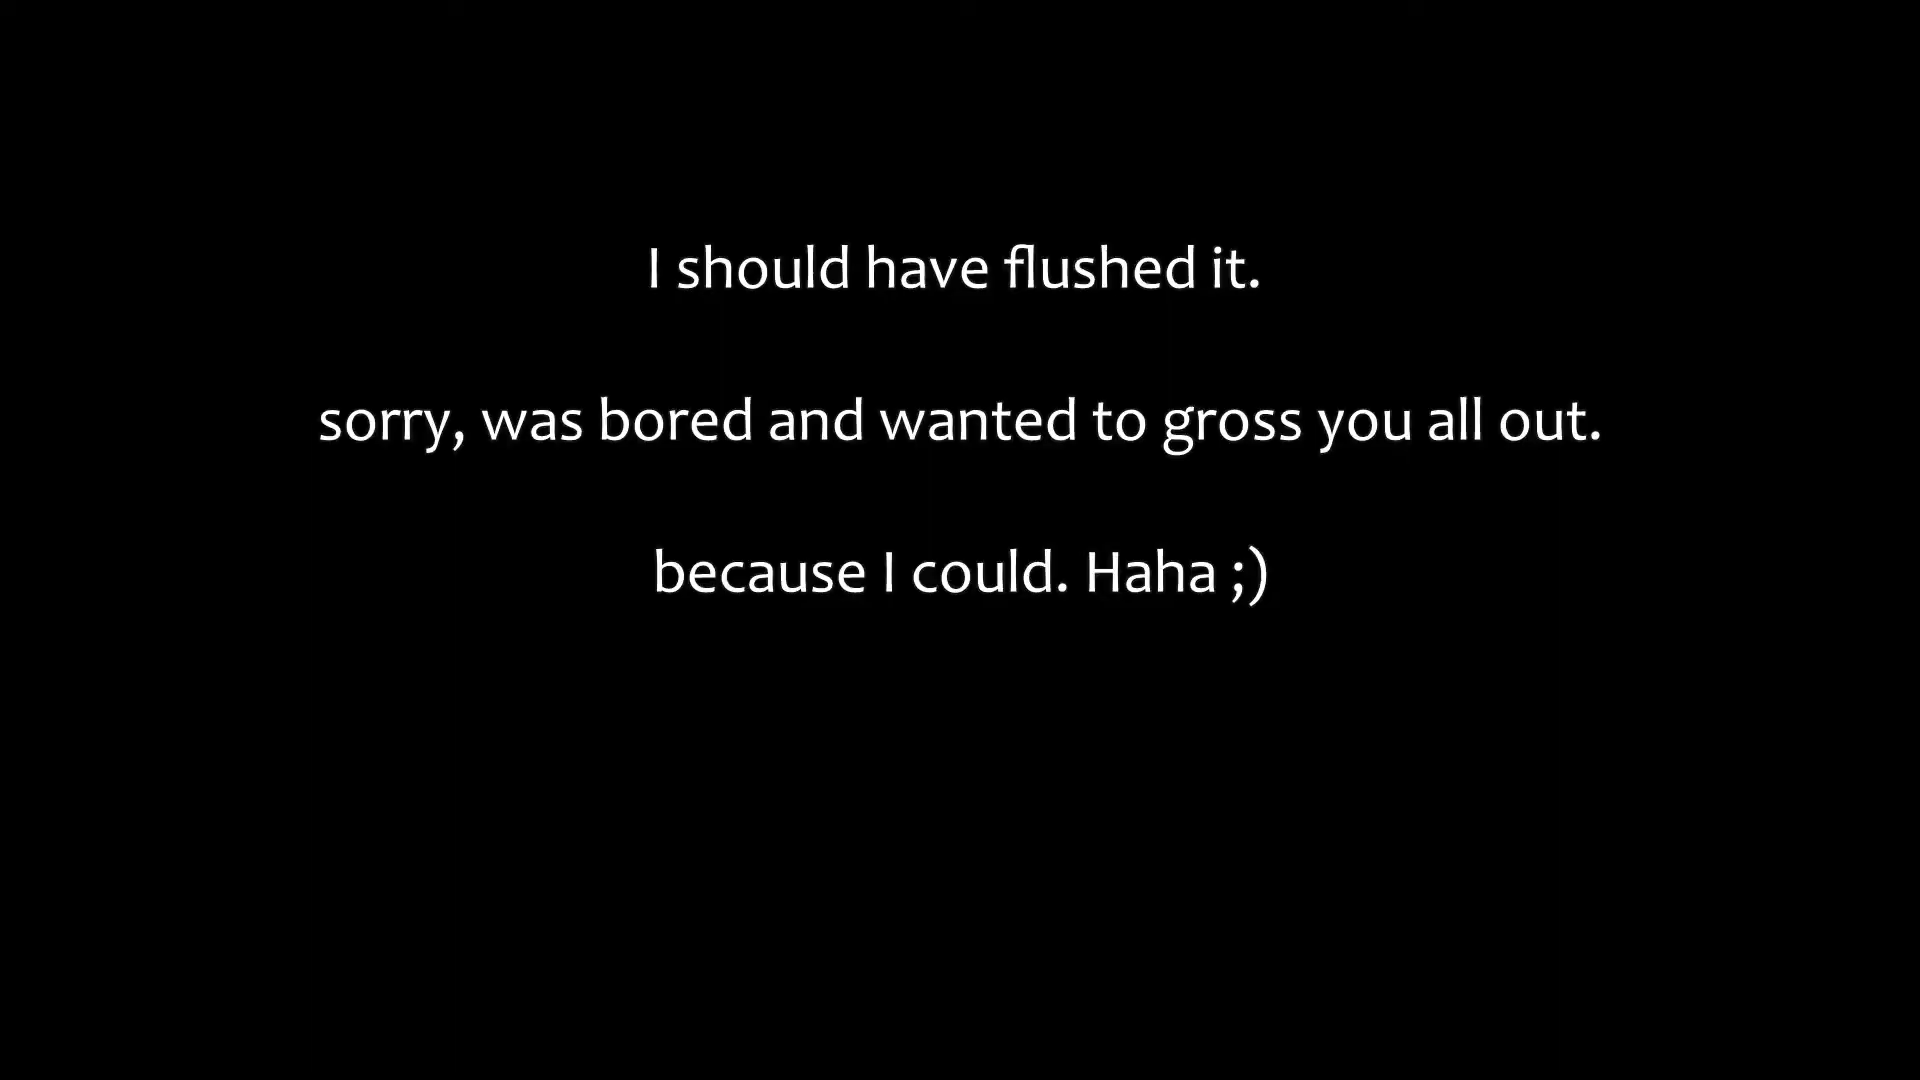 I should have flushed it.
sorry, was bored and wanted to gross you all out.
because I could. Haha ;)